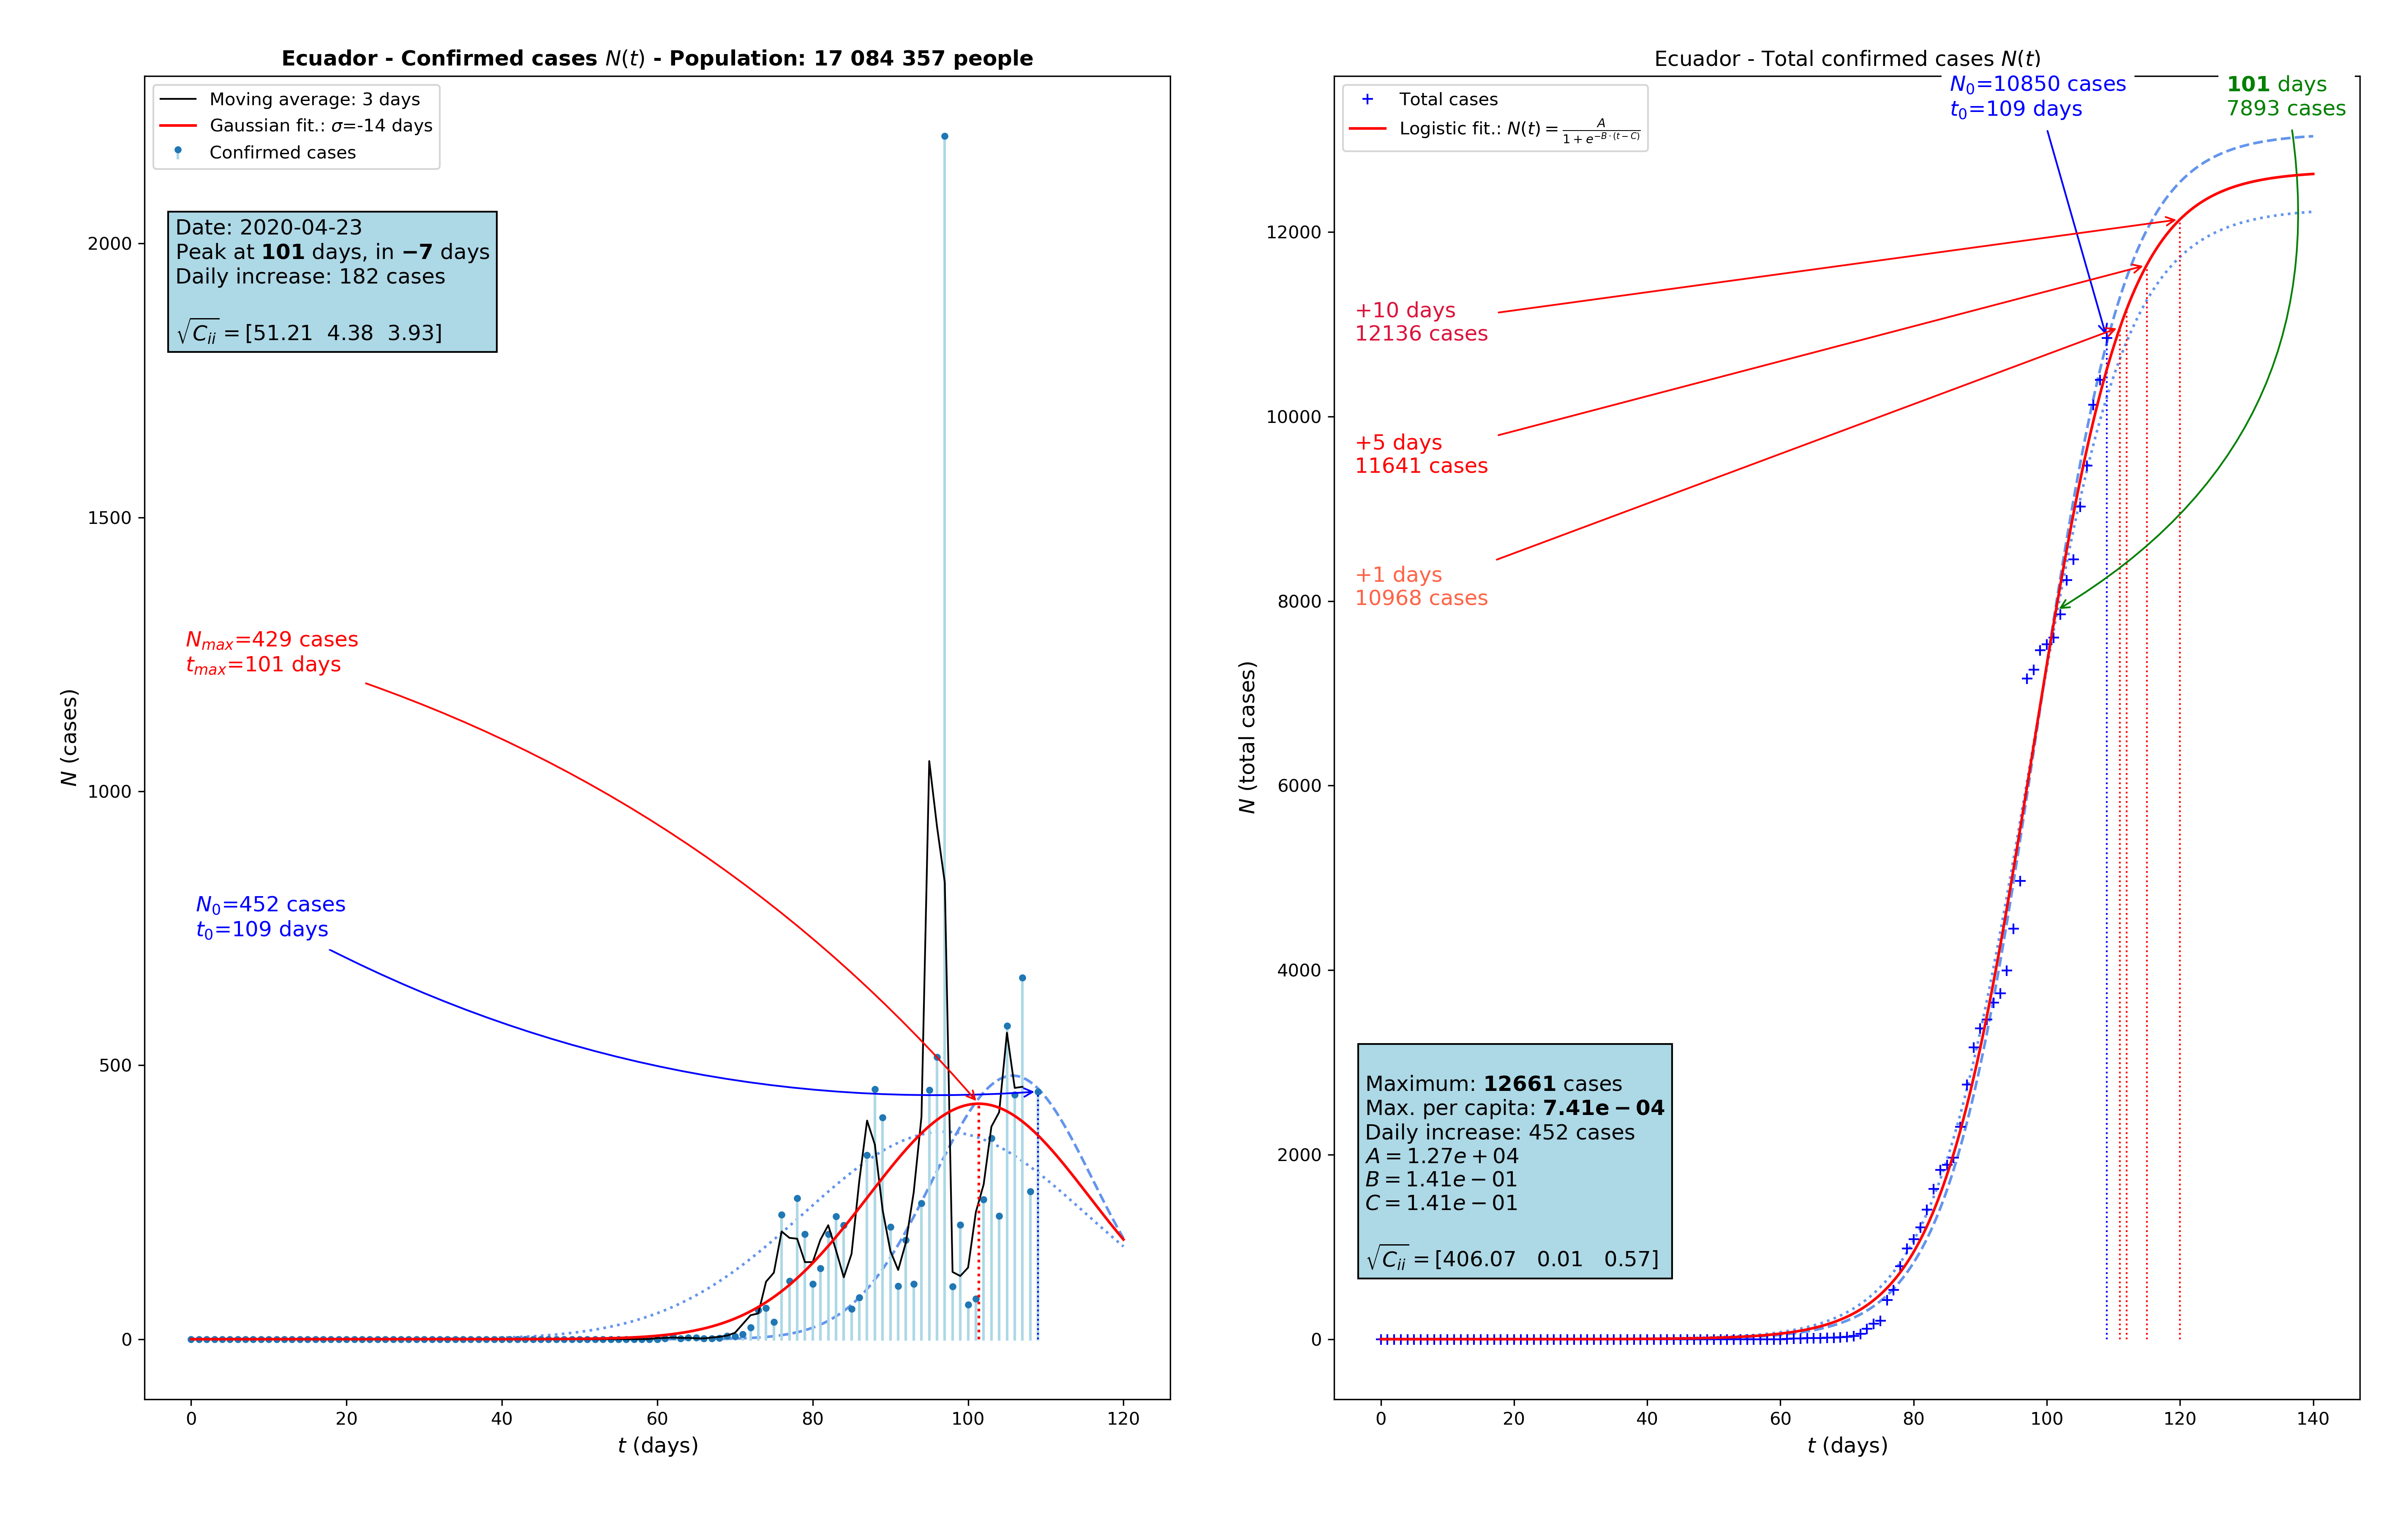 Ecuador - Confirmed cases N(t) - Population: 17 084 357 people
Moving average: 3 days
Gaussian fit.: σ=-14 days
Confirmed cases
Date: 2020-04-23
Peak at 101 days, in −7 days
Daily increase: 182 cases
√C_ii = [51.21 4.38 3.93]
N_max=429 cases
t_max=101 days
N_0=452 cases
t_0=109 days
N (cases)
2000
1500
1000
500
0
0 20 40 60 80 100 120
t (days)
Ecuador - Total confirmed cases N(t)
Total cases
Logistic fit.: N(t) = A / (1 + e^{−B·(t−C)})
N_0=10850 cases
t_0=109 days
101 days
7893 cases
+10 days
12136 cases
+5 days
11641 cases
+1 days
10968 cases
Maximum: 12661 cases
Max. per capita: 7.41e − 04
Daily increase: 452 cases
A = 1.27e + 04
B = 1.41e − 01
C = 1.41e − 01
√C_ii = [406.07 0.01 0.57]
N (total cases)
12000
10000
8000
6000
4000
2000
0
0 20 40 60 80 100 120 140
t (days)